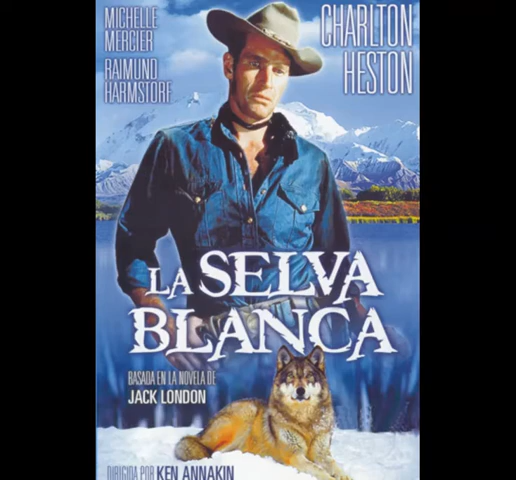 MICHELLE
MERCIER
RAIMUND
HARMSTORF
CHARLTON
HESTON
LA SELVA
BLANCA
BASADA EN LA NOVELA DE
JACK LONDON
DIRIGIDA POR KEN ANNAKIN